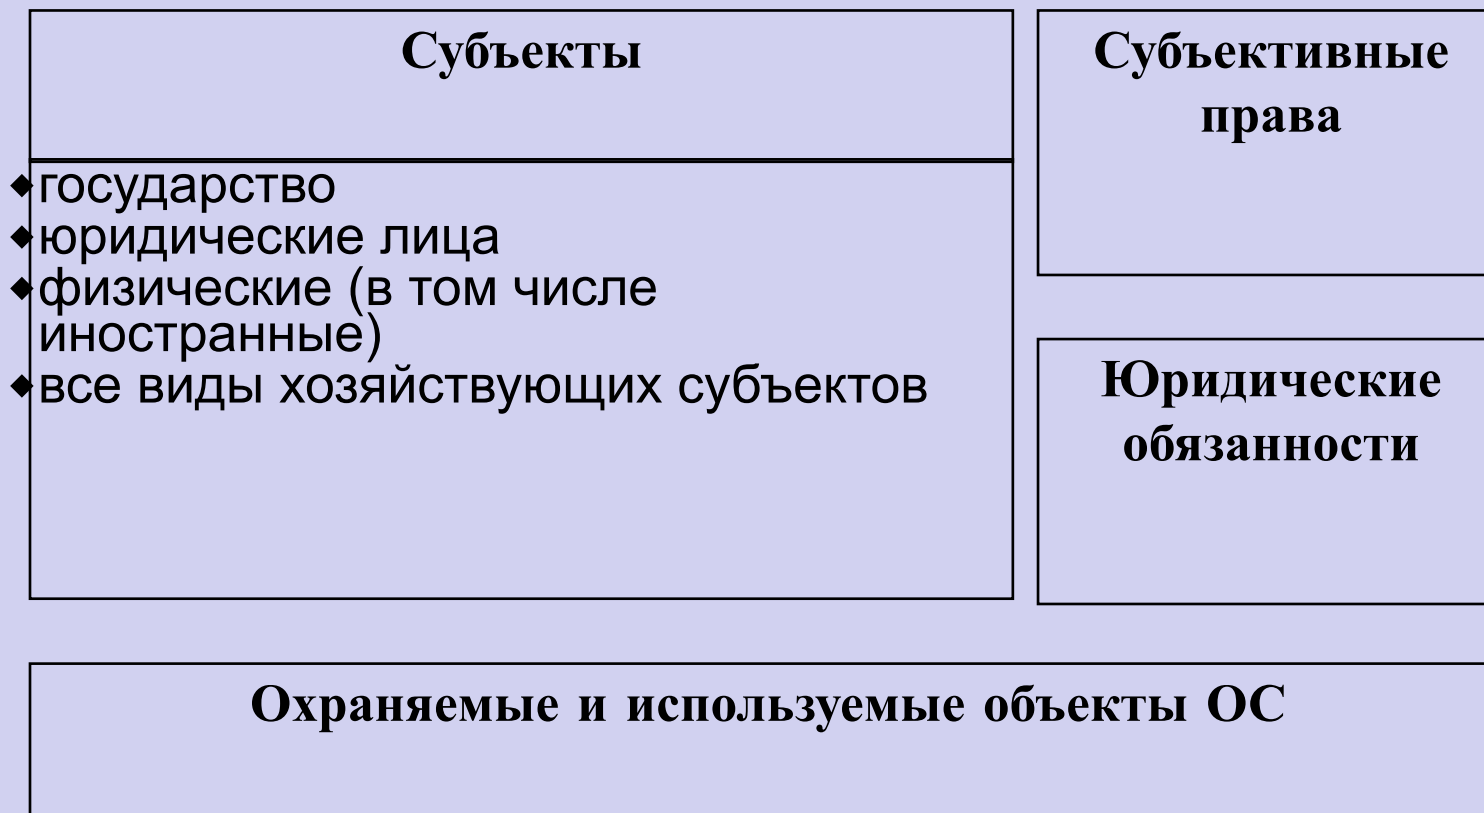 Субъекты
◆государство
◆юридические лица
◆физические (в том числе
иностранные)
◆все виды хозяйствующих субъектов
Субъективные
права
Юридические
обязанности
Охраняемые и используемые объекты ОС